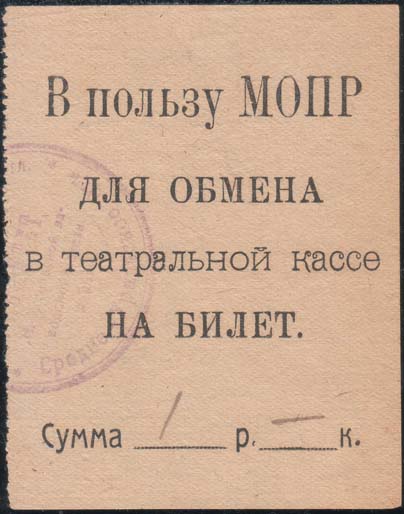 В пользу МОПР
ДЛЯ ОБМЕНА
в театральной кассе
НА БИЛЕТ.
Сумма 1 р. — к.